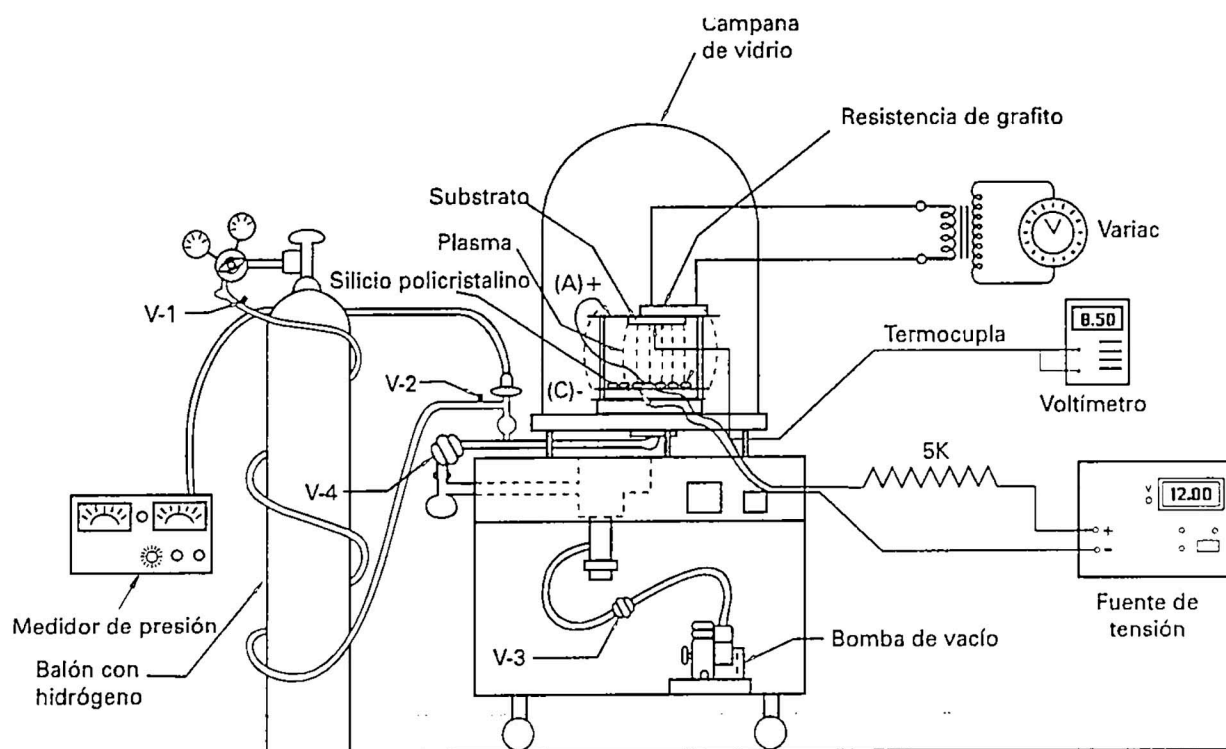 Campana
de vidrio
Resistencia de grafito
Substrato
Plasma
Silicio policristalino
(A)+
Variac
V-1
8.50
Termocupla
V-2
(C)-
Voltímetro
5K
V-4
V
12.00
+
-
Medidor de presión
Fuente de
tensión
V-3
Bomba de vacío
Balón con
hidrógeno